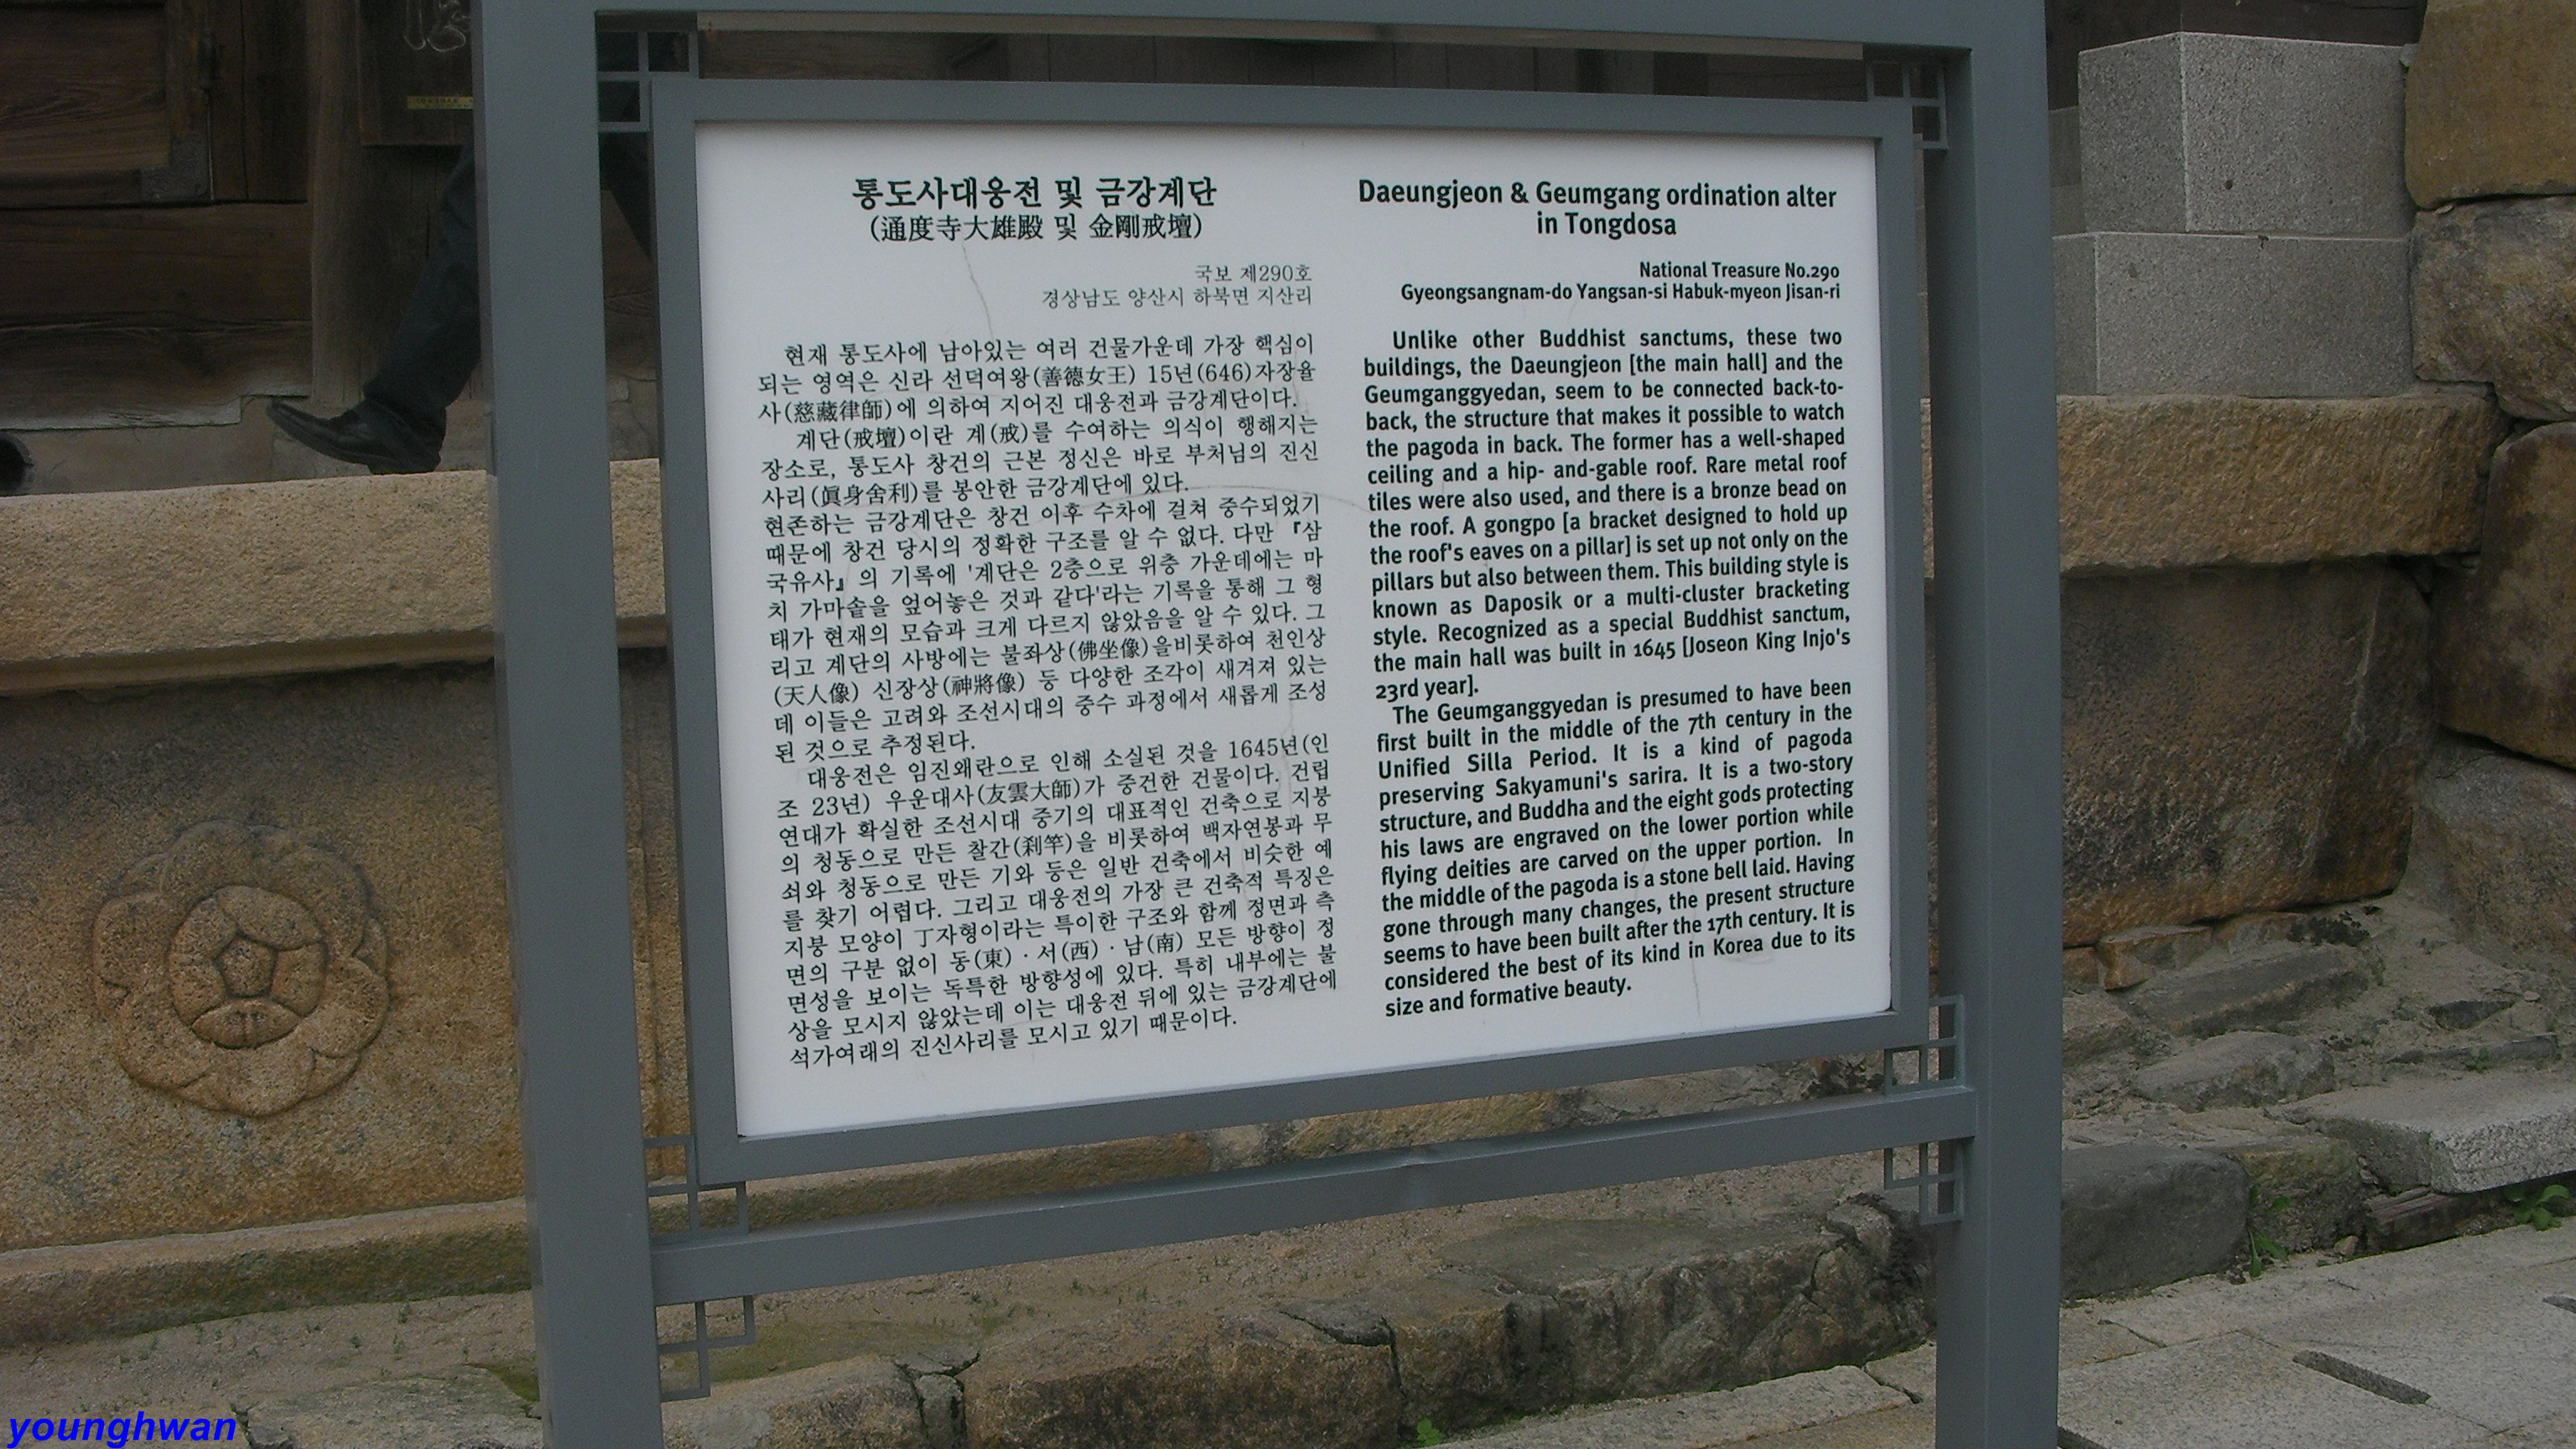 통도사대웅전 및 금강계단
(通度寺大雄殿 및 金剛戒壇)
국보 제290호
경상남도 양산시 하북면 지산리
현재 통도사에 남아있는 여러 건물가운데 가장 핵심이
되는 영역은 신라 선덕여왕(善德女王) 15년(646)자장율
사(慈藏律師)에 의하여 지어진 대웅전과 금강계단이다.
계단(戒壇)이란 계(戒)를 수여하는 의식이 행해지는
장소로, 통도사 창건의 근본 정신은 바로 부처님의 진신
사리(眞身舍利)를 봉안한 금강계단에 있다.
현존하는 금강계단은 창건 이후 수차에 걸쳐 중수되었기
때문에 창건 당시의 정확한 구조를 알 수 없다. 다만 『삼
국유사』의 기록에 '계단은 2층으로 위층 가운데에는 마
치 가마솥을 엎어놓은 것과 같다'라는 기록을 통해 그 형
태가 현재의 모습과 크게 다르지 않았음을 알 수 있다. 그
리고 계단의 사방에는 불좌상(佛坐像)을비롯하여 천인상
(天人像) 신장상(神將像) 등 다양한 조각이 새겨져 있는
데 이들은 고려와 조선시대의 중수 과정에서 새롭게 조성
된 것으로 추정된다.
대웅전은 임진왜란으로 인해 소실된 것을 1645년(인
조 23년) 우운대사(友雲大師)가 중건한 건물이다. 건립
연대가 확실한 조선시대 중기의 대표적인 건축으로 지붕
의 청동으로 만든 찰간(刹竿)을 비롯하여 백자연봉과 무
쇠와 청동으로 만든 기와 등은 일반 건축에서 비슷한 예
를 찾기 어렵다. 그리고 대웅전의 가장 큰 건축적 특징은
지붕 모양이 丁자형이라는 특이한 구조와 함께 정면과 측
면의 구분 없이 동(東)·서(西)·남(南) 모든 방향이 정
면성을 보이는 독특한 방향성에 있다. 특히 내부에는 불
상을 모시지 않았는데 이는 대웅전 뒤에 있는 금강계단에
석가여래의 진신사리를 모시고 있기 때문이다.
Daeungjeon & Geumgang ordination alter
in Tongdosa
National Treasure No.290
Gyeongsangnam-do Yangsan-si Habuk-myeon Jisan-ri
Unlike other Buddhist sanctums, these two
buildings, the Daeungjeon [the main hall] and the
Geumganggyedan, seem to be connected back-to-
back, the structure that makes it possible to watch
the pagoda in back. The former has a well-shaped
ceiling and a hip- and-gable roof. Rare metal roof
tiles were also used, and there is a bronze bead on
the roof. A gongpo [a bracket designed to hold up
the roof's eaves on a pillar] is set up not only on the
pillars but also between them. This building style is
known as Daposik or a multi-cluster bracketing
style. Recognized as a special Buddhist sanctum,
the main hall was built in 1645 [Joseon King Injo's
23rd year].
The Geumganggyedan is presumed to have been
first built in the middle of the 7th century in the
Unified Silla Period. It is a kind of pagoda
preserving Sakyamuni's sarira. It is a two-story
structure, and Buddha and the eight gods protecting
his laws are engraved on the lower portion while
flying deities are carved on the upper portion. In
the middle of the pagoda is a stone bell laid. Having
gone through many changes, the present structure
seems to have been built after the 17th century. It is
considered the best of its kind in Korea due to its
size and formative beauty.
younghwan